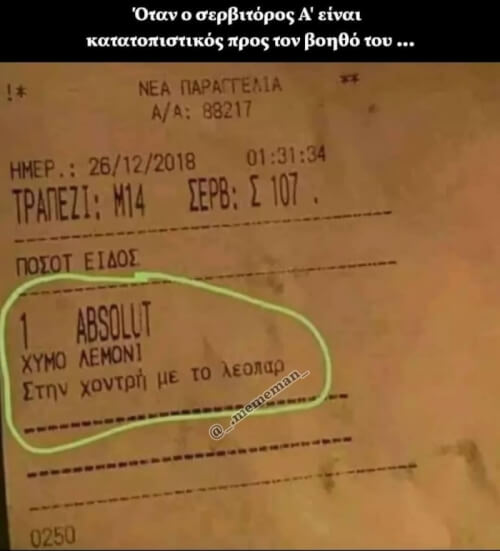 Όταν ο σερβιτόρος Α' είναι
κατατοπιστικός προς τον βοηθό του ...
!* ΝΕΑ ΠΑΡΑΓΓΕΛΙΑ **
Α/Α: 88217
ΗΜΕΡ.: 26/12/2018 01:31:34
ΤΡΑΠΕΖΙ: Μ14 ΣΕΡΒ: Σ 107 .
ΠΟΣΟΤ ΕΙΔΟΣ
1 ABSOLUT
ΧΥΜΟ ΛΕΜΟΝΙ
Στην χοντρή με το λεοπαρ
@_.mememan_
0250